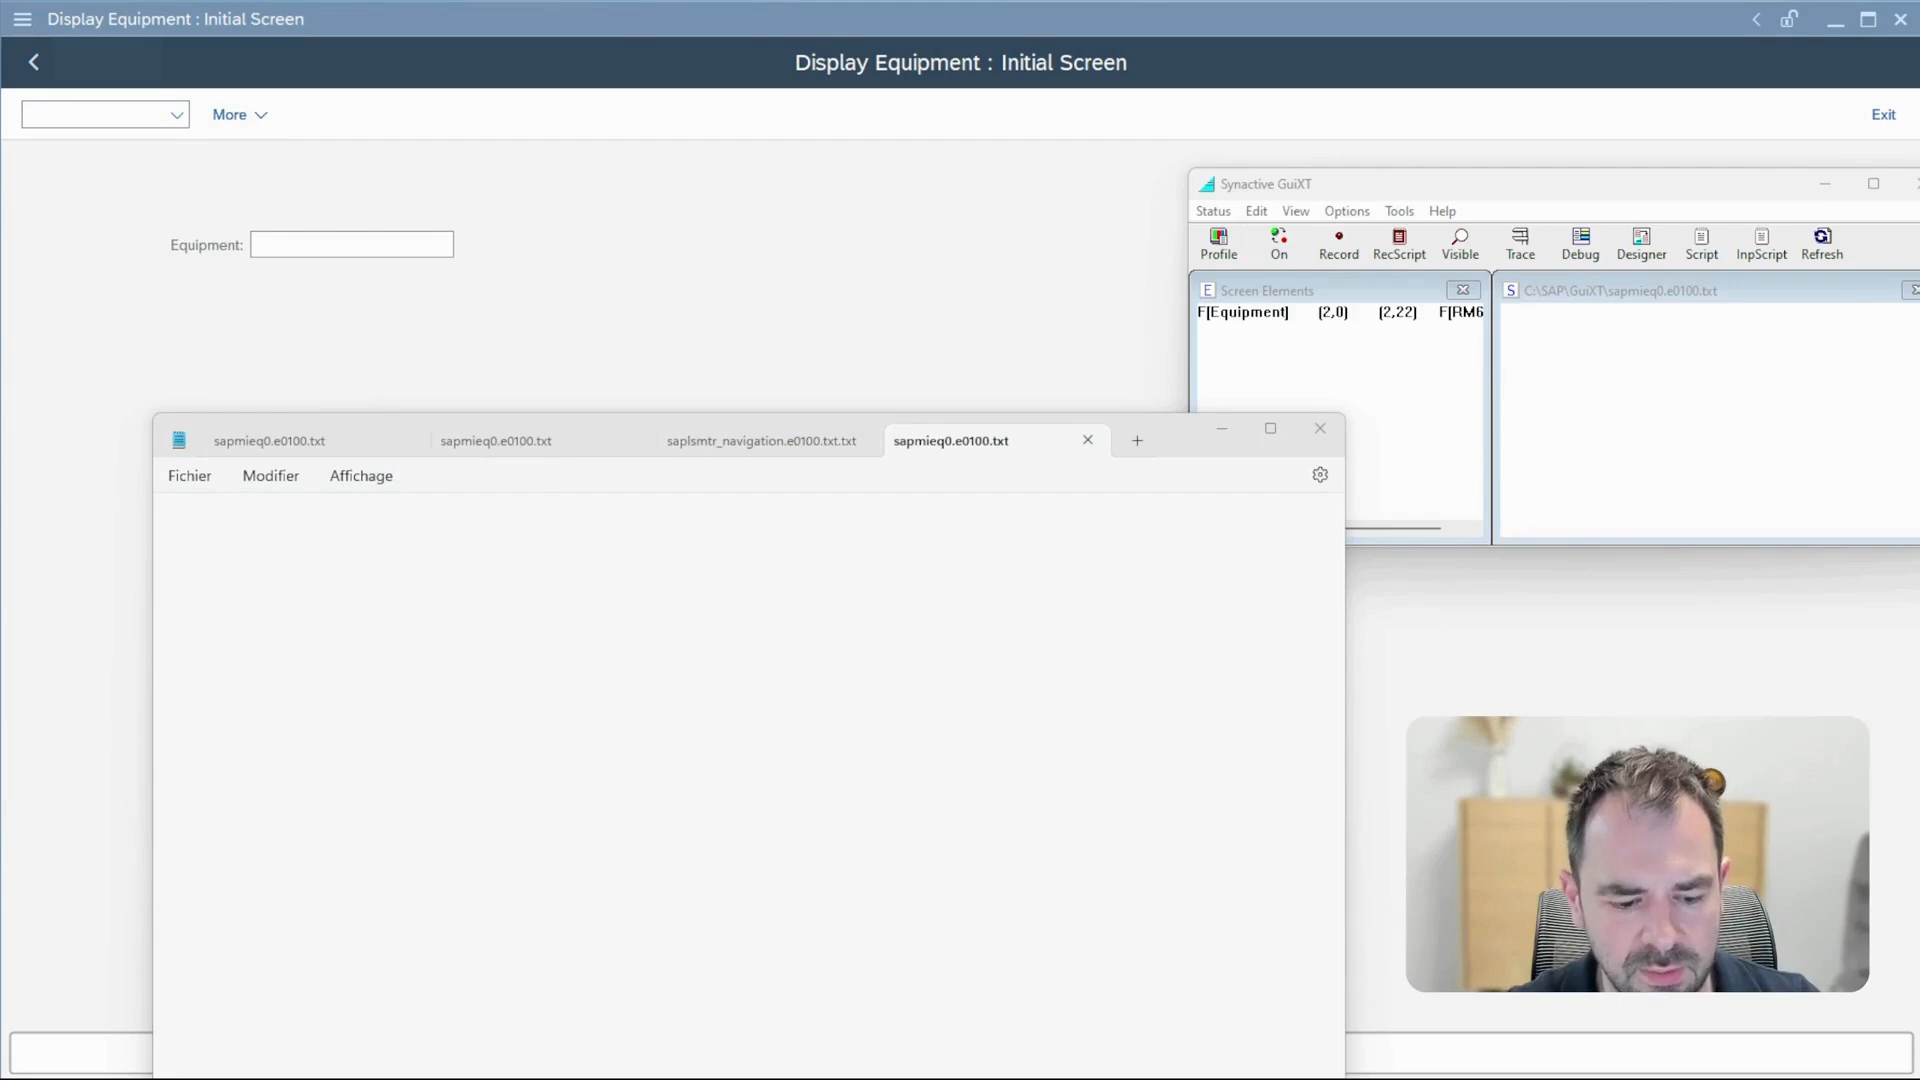 Display Equipment : Initial Screen
Display Equipment : Initial Screen
More
Exit
Equipment:
Synactive GuiXT
Status Edit View Options Tools Help
Profile On Record RecScript Visible Trace Debug Designer Script InpScript Refresh
E Screen Elements
S C:\SAP\GuiXT\sapmieq0.e0100.txt
F[Equipment] (2,0) (2,22) F[RM6
sapmieq0.e0100.txt sapmieq0.e0100.txt saplsmtr_navigation.e0100.txt.txt sapmieq0.e0100.txt
Fichier Modifier Affichage